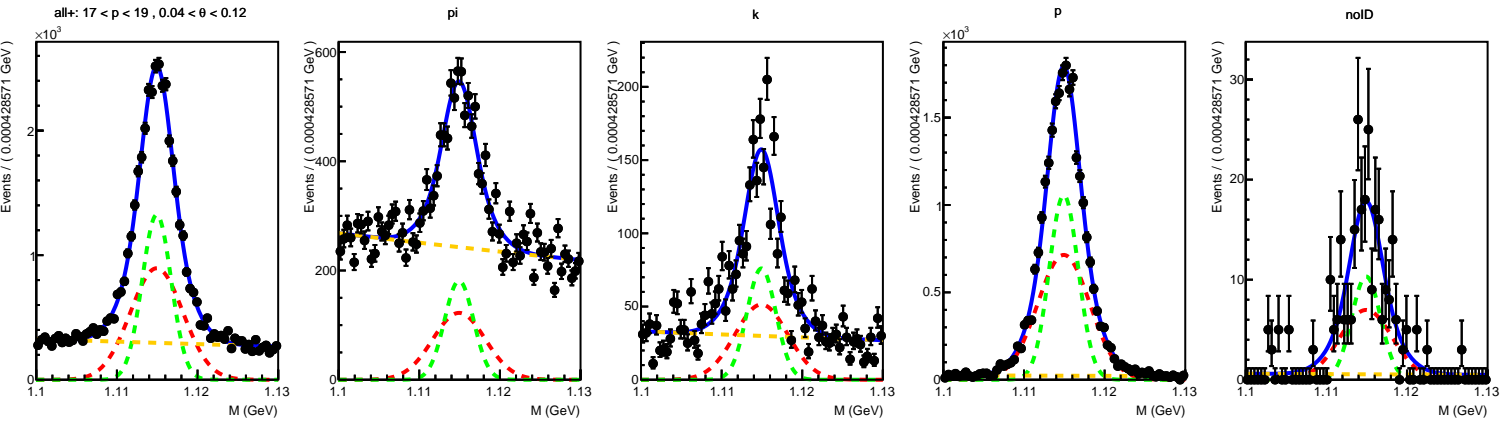 all+: 17 < p < 19 , 0.04 < θ < 0.12
×10³
Events / ( 0.000428571 GeV )
2
1
0
1.1 1.11 1.12 1.13
M (GeV)
pi
Events / ( 0.000428571 GeV )
600
400
200
0
1.1 1.11 1.12 1.13
M (GeV)
k
Events / ( 0.000428571 GeV )
200
150
100
50
0
1.1 1.11 1.12 1.13
M (GeV)
p
×10³
Events / ( 0.000428571 GeV )
1.5
1
0.5
0
1.1 1.11 1.12 1.13
M (GeV)
noID
Events / ( 0.000428571 GeV )
30
20
10
0
1.1 1.11 1.12 1.13
M (GeV)